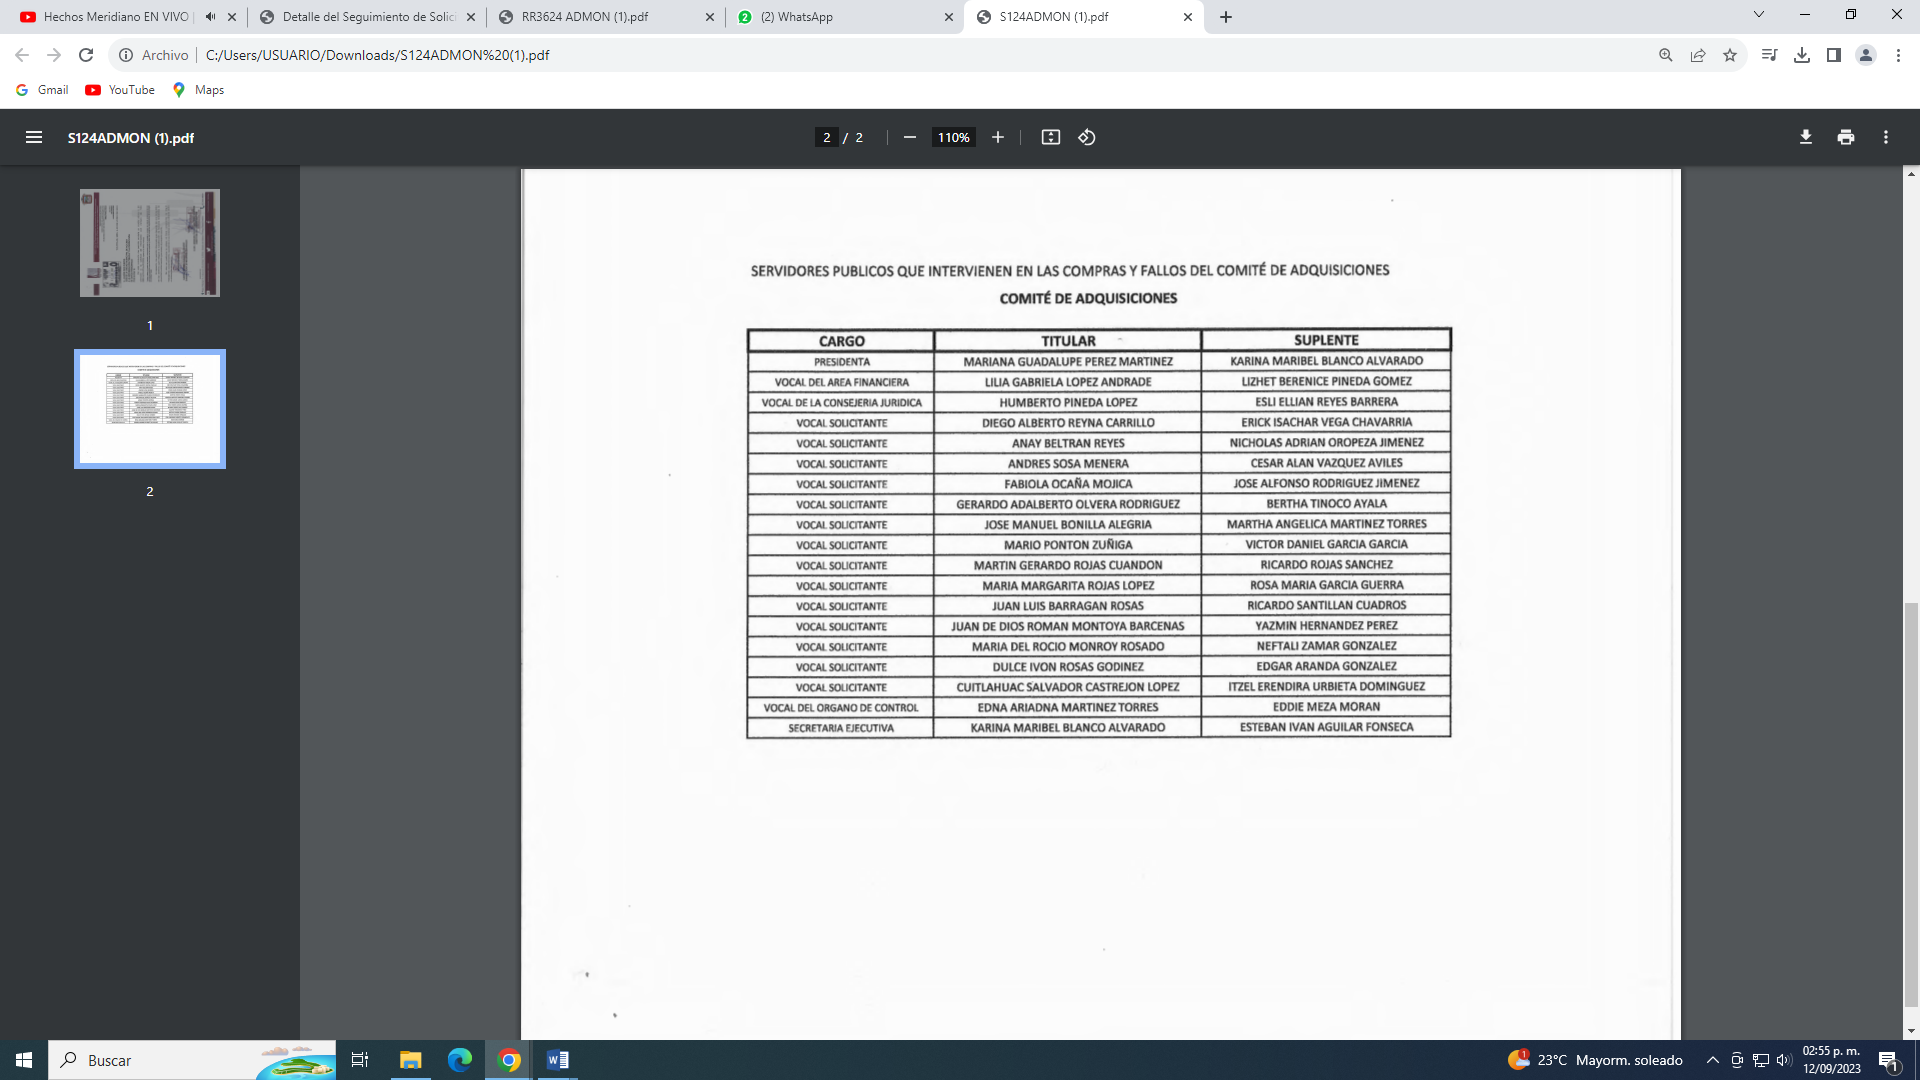 Hechos Meridiano EN VIVO
Detalle del Seguimiento de Solici
RR3624 ADMON (1).pdf
(2) WhatsApp
S124ADMON (1).pdf
Archivo
C:/Users/USUARIO/Downloads/S124ADMON%20(1).pdf
Gmail
YouTube
Maps
S124ADMON (1).pdf
2 / 2
110%
1
2
SERVIDORES PUBLICOS QUE INTERVIENEN EN LAS COMPRAS Y FALLOS DEL COMITÉ DE ADQUISICIONES
COMITÉ DE ADQUISICIONES
CARGO TITULAR SUPLENTE
PRESIDENTA MARIANA GUADALUPE PEREZ MARTINEZ KARINA MARIBEL BLANCO ALVARADO
VOCAL DEL AREA FINANCIERA LILIA GABRIELA LOPEZ ANDRADE LIZHET BERENICE PINEDA GOMEZ
VOCAL DE LA CONSEJERIA JURIDICA HUMBERTO PINEDA LOPEZ ESLI ELLIAN REYES BARRERA
VOCAL SOLICITANTE DIEGO ALBERTO REYNA CARRILLO ERICK ISACHAR VEGA CHAVARRIA
VOCAL SOLICITANTE ANAY BELTRAN REYES NICHOLAS ADRIAN OROPEZA JIMENEZ
VOCAL SOLICITANTE ANDRES SOSA MENERA CESAR ALAN VAZQUEZ AVILES
VOCAL SOLICITANTE FABIOLA OCAÑA MOJICA JOSE ALFONSO RODRIGUEZ JIMENEZ
VOCAL SOLICITANTE GERARDO ADALBERTO OLVERA RODRIGUEZ BERTHA TINOCO AYALA
VOCAL SOLICITANTE JOSE MANUEL BONILLA ALEGRIA MARTHA ANGELICA MARTINEZ TORRES
VOCAL SOLICITANTE MARIO PONTON ZUÑIGA VICTOR DANIEL GARCIA GARCIA
VOCAL SOLICITANTE MARTIN GERARDO ROJAS CUANDON RICARDO ROJAS SANCHEZ
VOCAL SOLICITANTE MARIA MARGARITA ROJAS LOPEZ ROSA MARIA GARCIA GUERRA
VOCAL SOLICITANTE JUAN LUIS BARRAGAN ROSAS RICARDO SANTILLAN CUADROS
VOCAL SOLICITANTE JUAN DE DIOS ROMAN MONTOYA BARCENAS YAZMIN HERNANDEZ PEREZ
VOCAL SOLICITANTE MARIA DEL ROCIO MONROY ROSADO NEFTALI ZAMAR GONZALEZ
VOCAL SOLICITANTE DULCE IVON ROSAS GODINEZ EDGAR ARANDA GONZALEZ
VOCAL SOLICITANTE CUITLAHUAC SALVADOR CASTREJON LOPEZ ITZEL ERENDIRA URBIETA DOMINGUEZ
VOCAL DEL ORGANO DE CONTROL EDNA ARIADNA MARTINEZ TORRES EDDIE MEZA MORAN
SECRETARIA EJECUTIVA KARINA MARIBEL BLANCO ALVARADO ESTEBAN IVAN AGUILAR FONSECA
Buscar
23°C Mayorm. soleado
02:55 p. m.
12/09/2023